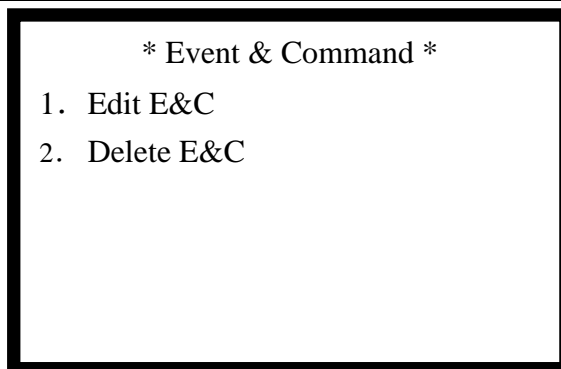 * Event & Command *
1. Edit E&C
2. Delete E&C